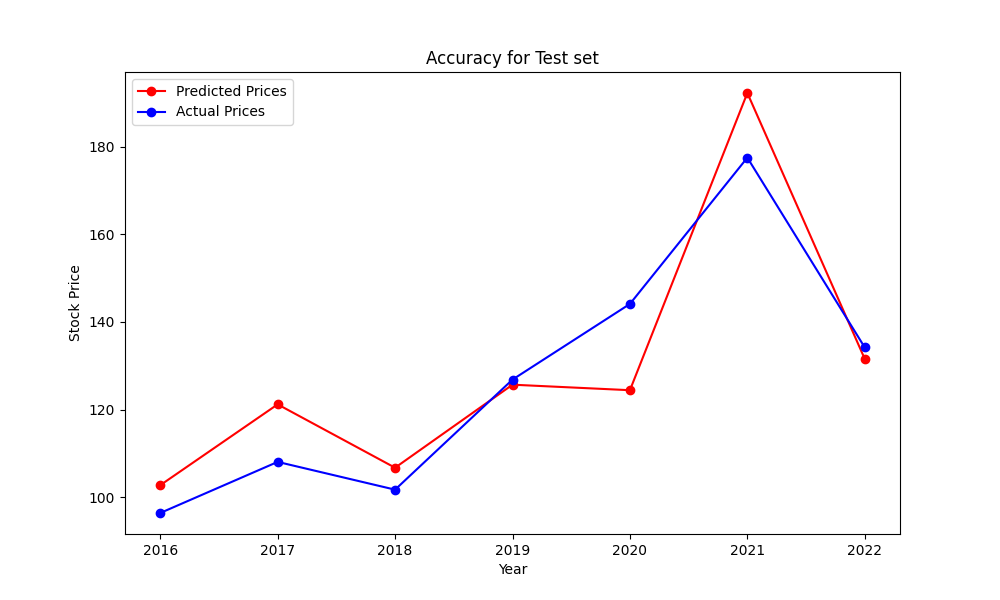 Accuracy for Test set
Predicted Prices
Actual Prices
180
160
140
120
100
Stock Price
2016 2017 2018 2019 2020 2021 2022
Year